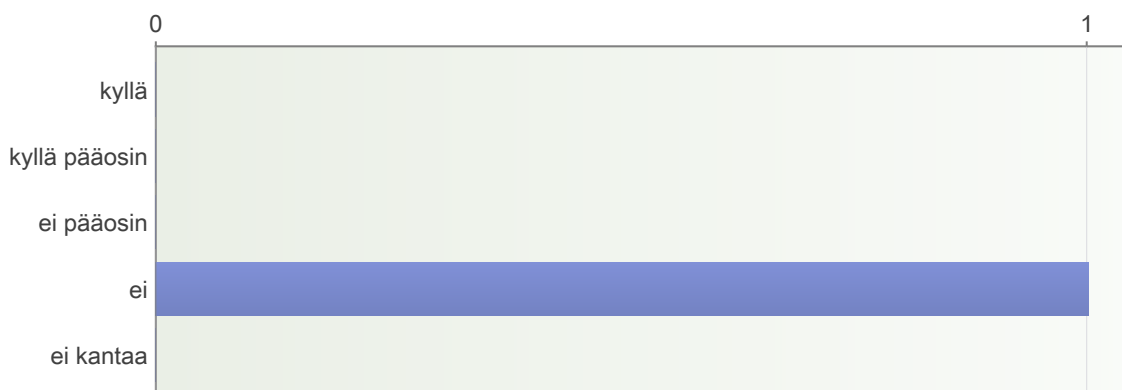 0 1
kyllä
kyllä pääosin
ei pääosin
ei
ei kantaa